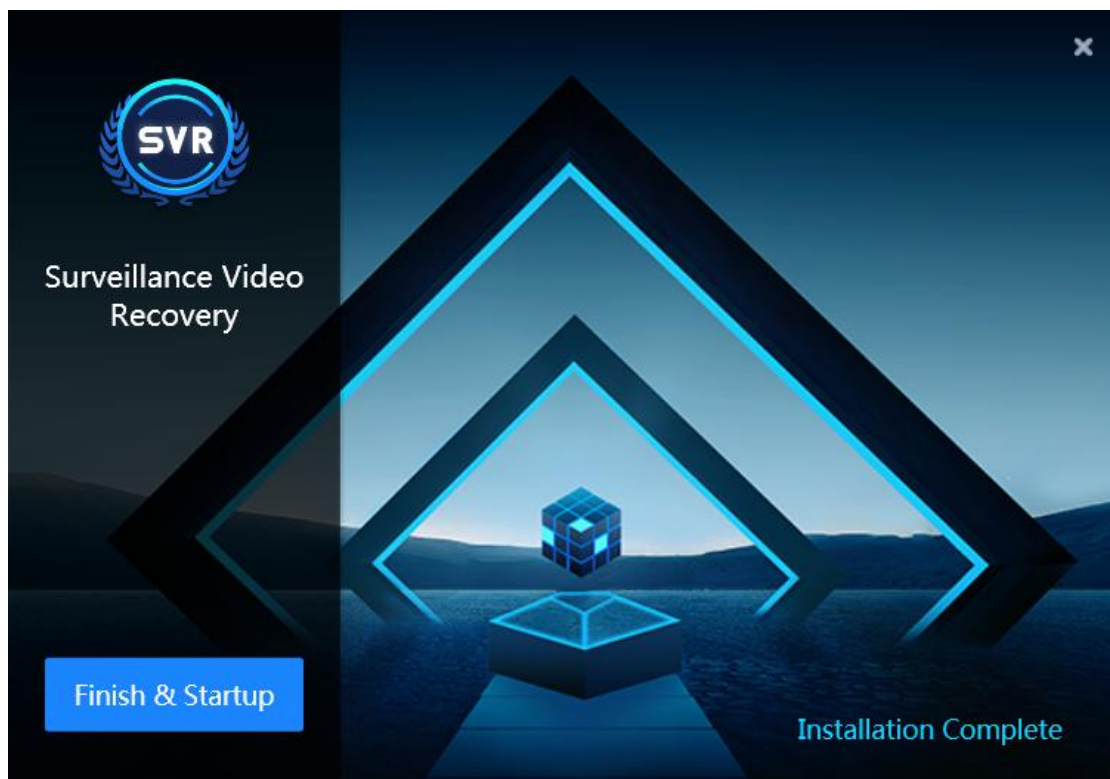 SVR
Surveillance Video
Recovery
Finish & Startup
Installation Complete